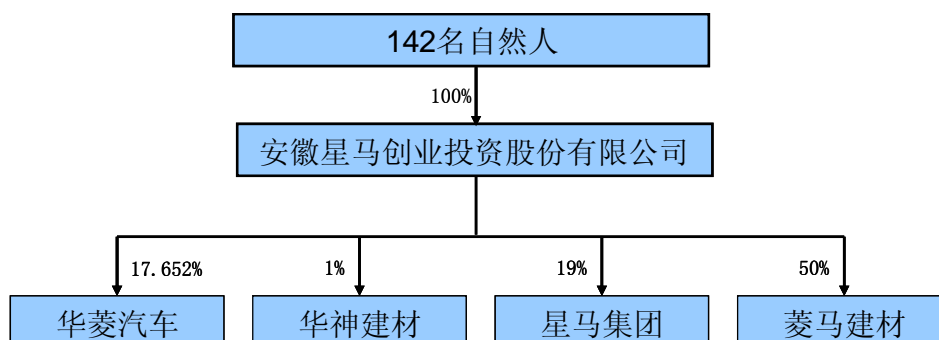 142名自然人
100%
安徽星马创业投资股份有限公司
17.652%
1%
19%
50%
华菱汽车
华神建材
星马集团
菱马建材